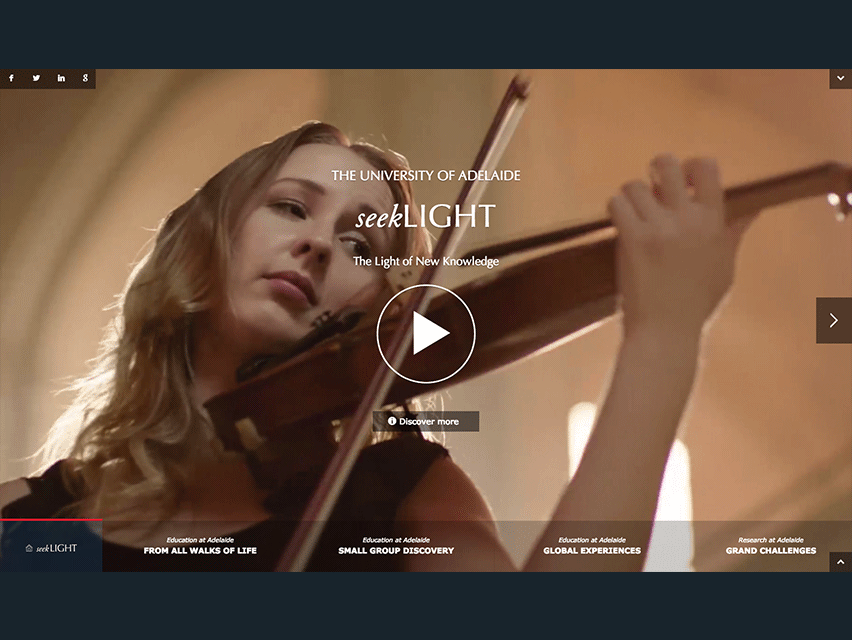 THE UNIVERSITY OF ADELAIDE
seekLIGHT
The Light of New Knowledge
Discover more
seekLIGHT
Education at Adelaide
FROM ALL WALKS OF LIFE
Education at Adelaide
SMALL GROUP DISCOVERY
Education at Adelaide
GLOBAL EXPERIENCES
Research at Adelaide
GRAND CHALLENGES